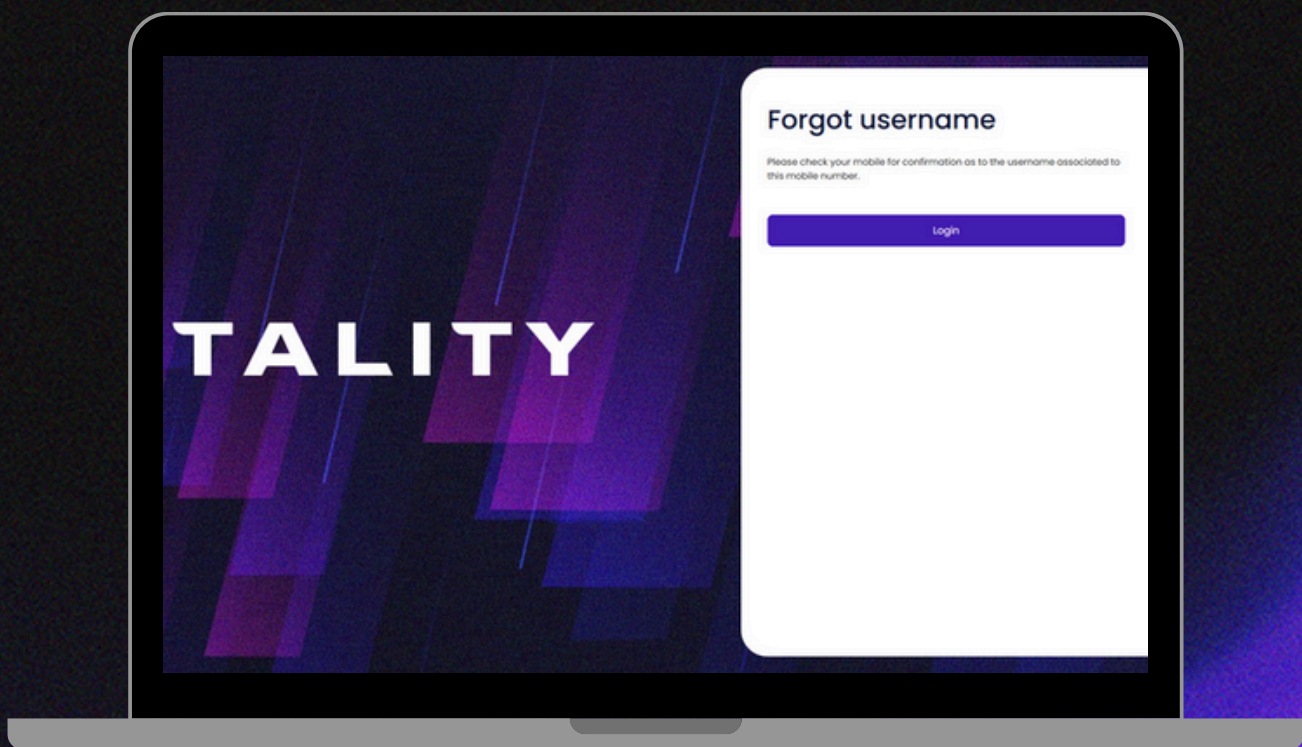 TALITY
Forgot username
Please check your mobile for confirmation as to the username associated to
this mobile number.
Login